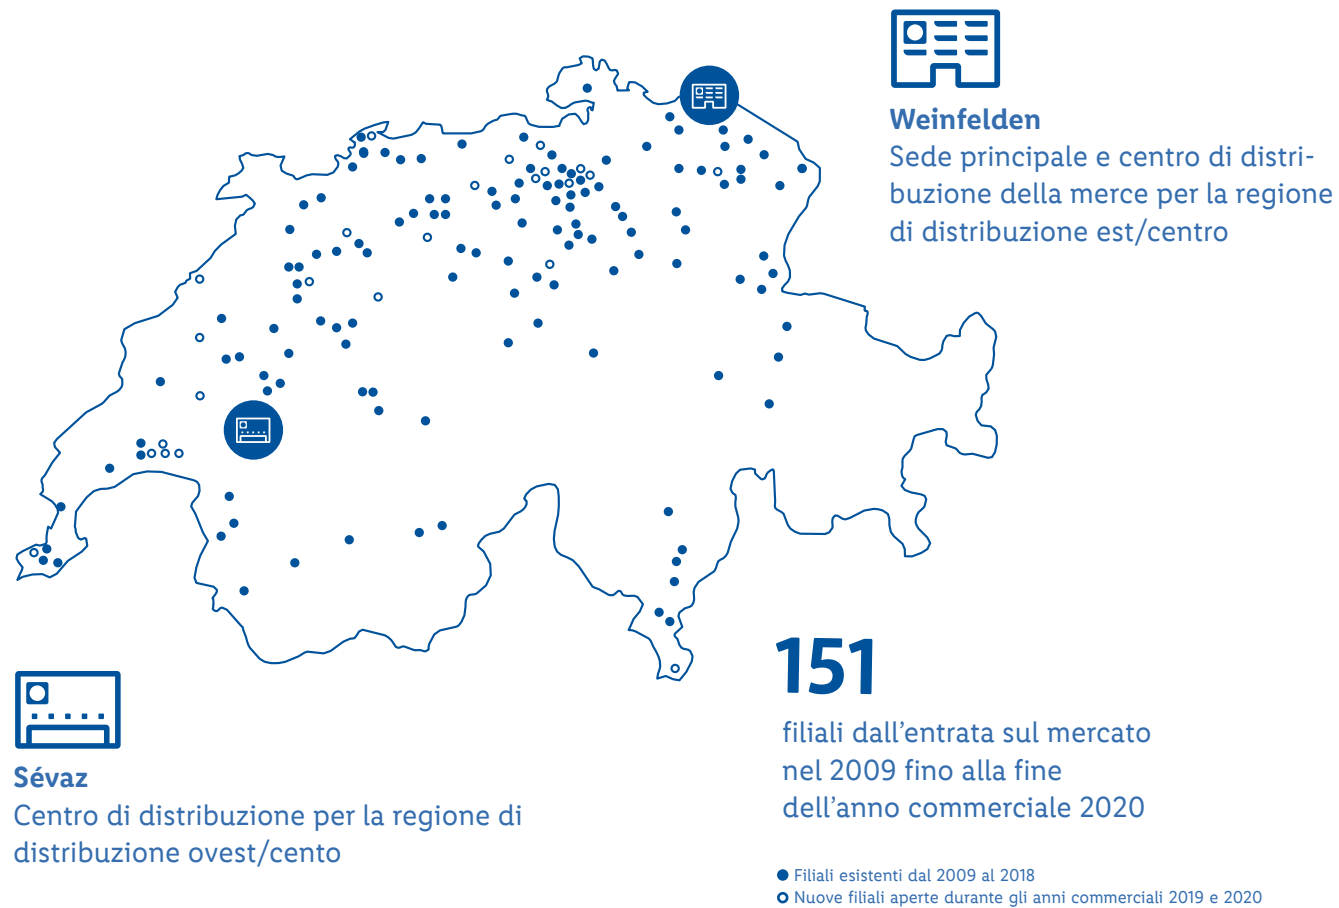 Weinfelden
Sede principale e centro di distri-
buzione della merce per la regione
di distribuzione est/centro
151
filiali dall’entrata sul mercato
nel 2009 fino alla fine
dell’anno commerciale 2020
Sévaz
Centro di distribuzione per la regione di
distribuzione ovest/cento
Filiali esistenti dal 2009 al 2018
Nuove filiali aperte durante gli anni commerciali 2019 e 2020